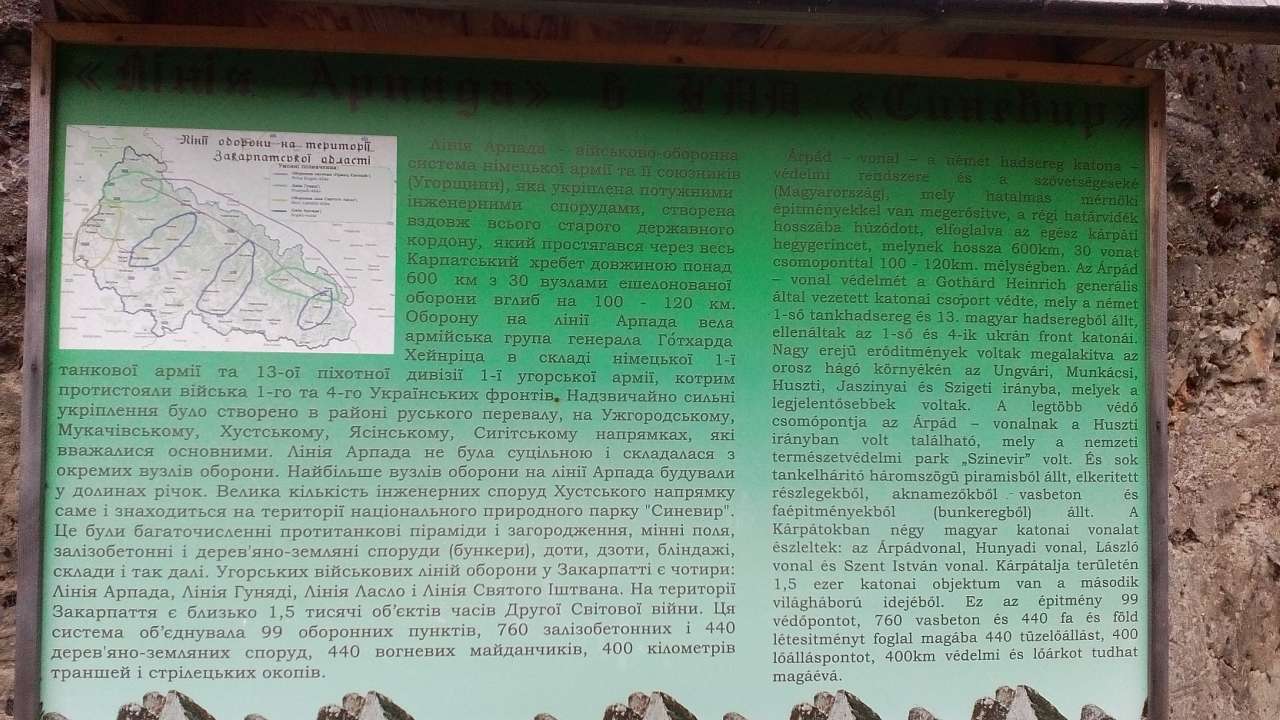 «Лінія Арпада» в НПП «Синевир»
Лінії оборони на території
Закарпатської області
Умовні позначення:
Лінія Арпада – військово-оборонна
система німецької армії та її союзників
(Угорщини), яка укріплена потужними
інженерними спорудами, створена
вздовж всього старого державного
кордону, який простягався через весь
Карпатський хребет довжиною понад
600 км з 30 вузлами ешелонованої
оборони вглиб на 100 - 120 км.
Оборону на лінії Арпада вела
армійська група генерала Готхарда
Хейнріца в складі німецької 1-ї
танкової армії та 13-ої піхотної дивізії 1-ї угорської армії, котрим
протистояли війська 1-го та 4-го Українських фронтів. Надзвичайно сильні
укріплення було створено в районі руського перевалу, на Ужгородському,
Мукачівському, Хустському, Ясінському, Сигітському напрямках, які
вважалися основними. Лінія Арпада не була суцільною і складалася з
окремих вузлів оборони. Найбільше вузлів оборони на лінії Арпада будували
у долинах річок. Велика кількість інженерних споруд Хустського напрямку
саме і знаходиться на території національного природного парку "Синевир".
Це були багаточисленні протитанкові піраміди і загородження, мінні поля,
залізобетонні і дерев'яно-земляні споруди (бункери), доти, дзоти, бліндажі,
склади і так далі. Угорських військових ліній оборони у Закарпатті є чотири:
Лінія Арпада, Лінія Гуняді, Лінія Ласло і Лінія Святого Іштвана. На території
Закарпаття є близько 1,5 тисячі об'єктів часів Другої Світової війни. Ця
система об'єднувала 99 оборонних пунктів, 760 залізобетонних і 440
дерев'яно-земляних споруд, 440 вогневих майданчиків, 400 кілометрів
траншей і стрілецьких окопів.
Árpád – vonal – a német hadsereg katona –
védelmi rendszere és a szövetségeseké
(Magyarország), mely hatalmas mérnöki
építményekkel van megerősítve, a régi határvidék
hosszába húzódott, elfoglalva az egész kárpáti
hegygerincet, melynek hossza 600km, 30 vonat
csomoponttal 100 - 120km. mélységben. Az Árpád
– vonal védelmét a Gothárd Heinrich generális
által vezetett katonai csoport védte, mely a német
1-ső tankhadsereg és 13. magyar hadseregből állt,
ellenáltak az 1-ső és 4-ik ukrán front katonái.
Nagy erejű erődítmények voltak megalakitva az
orosz hágó környékén az Ungvári, Munkácsi,
Huszti, Jaszinyai és Szigeti irányba, melyek a
legjelentősebbek voltak. A legtöbb védő
csomópontja az Árpád – vonalnak a Huszti
irányban volt található, mely a nemzeti
természetvédelmi park „Szinevir" volt. És sok
tankelháritó háromszögű piramisból állt, elkerített
részlegekből, aknamezőkből - vasbeton és
faépitményekből (bunkeregből) állt. A
Kárpátokban négy magyar katonai vonalat
észleltek: az Árpádvonal, Hunyadi vonal, László
vonal és Szent István vonal. Kárpátalja területén
1,5 ezer katonai objektum van a második
világháború idejéből. Ez az épitmény 99
védőpontot, 760 vasbeton és 440 fa és föld
létesitményt foglal magába 440 tűzelőállást, 400
lőálláspontot, 400km védelmi és lőárkot tudhat
magáévá.